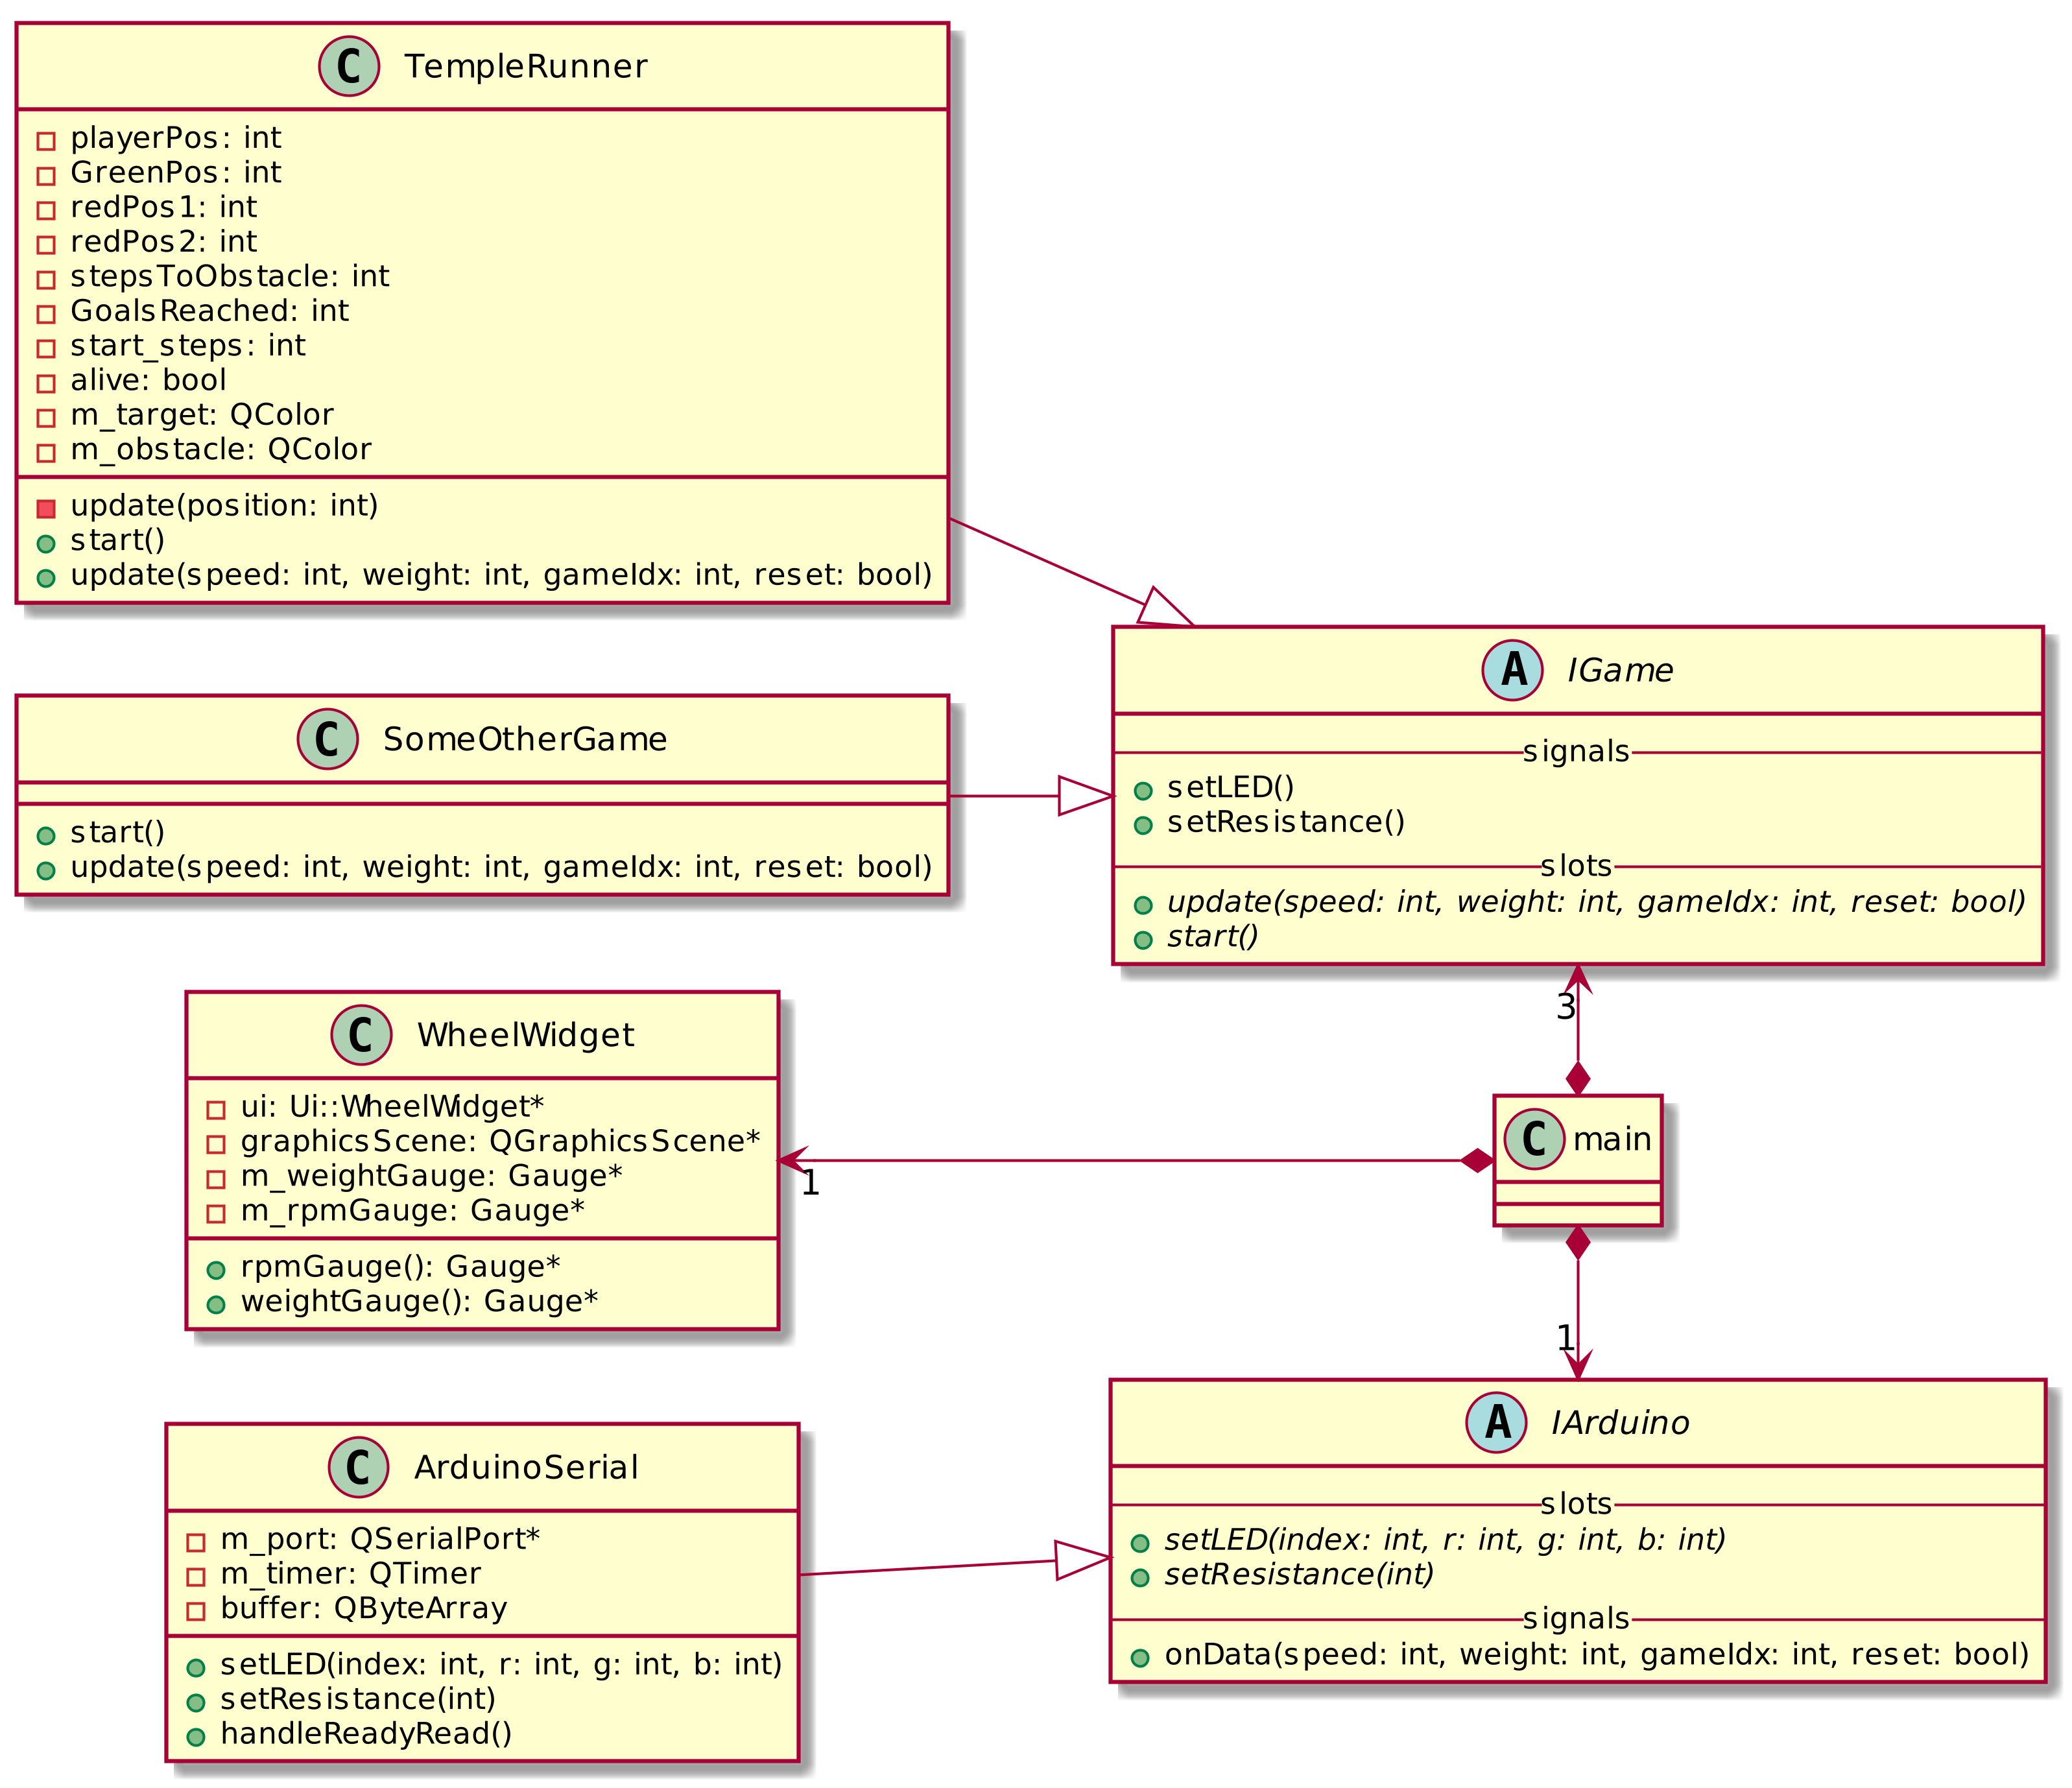 C TempleRunner
playerPos: int
GreenPos: int
redPos1: int
redPos2: int
stepsToObstacle: int
GoalsReached: int
start_steps: int
alive: bool
m_target: QColor
m_obstacle: QColor
update(position: int)
start()
update(speed: int, weight: int, gameIdx: int, reset: bool)
A IGame
signals
setLED()
setResistance()
slots
update(speed: int, weight: int, gameIdx: int, reset: bool)
start()
C SomeOtherGame
start()
update(speed: int, weight: int, gameIdx: int, reset: bool)
3
C WheelWidget
ui: Ui::WheelWidget*
graphicsScene: QGraphicsScene*
m_weightGauge: Gauge*
m_rpmGauge: Gauge*
rpmGauge(): Gauge*
weightGauge(): Gauge*
1
C main
1
C ArduinoSerial
m_port: QSerialPort*
m_timer: QTimer
buffer: QByteArray
setLED(index: int, r: int, g: int, b: int)
setResistance(int)
handleReadyRead()
A IArduino
slots
setLED(index: int, r: int, g: int, b: int)
setResistance(int)
signals
onData(speed: int, weight: int, gameIdx: int, reset: bool)